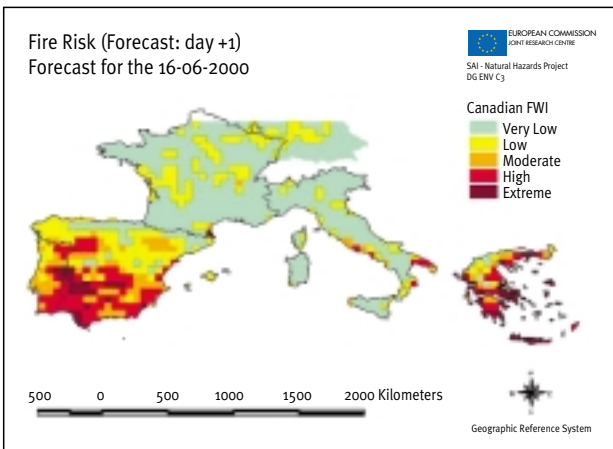 Fire Risk (Forecast: day +1)
Forecast for the 16-06-2000
EUROPEAN COMMISSION
JOINT RESEARCH CENTRE
SAI - Natural Hazards Project
DG ENV C3
Canadian FWI
Very Low
Low
Moderate
High
Extreme
500 0 500 1000 1500 2000 Kilometers
Geographic Reference System